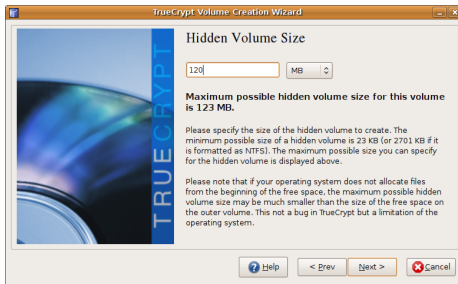 TrueCrypt Volume Creation Wizard
TRUECRYPT
Hidden Volume Size
120
MB
Maximum possible hidden volume size for this volume
is 123 MB.
Please specify the size of the hidden volume to create. The
minimum possible size of a hidden volume is 23 KB (or 2701 KB if it
is formatted as NTFS). The maximum possible size you can specify
for the hidden volume is displayed above.
Please note that if your operating system does not allocate files
from the beginning of the free space, the maximum possible hidden
volume size may be much smaller than the size of the free space on
the outer volume. This not a bug in TrueCrypt but a limitation of the
operating system.
Help
< Prev
Next >
Cancel